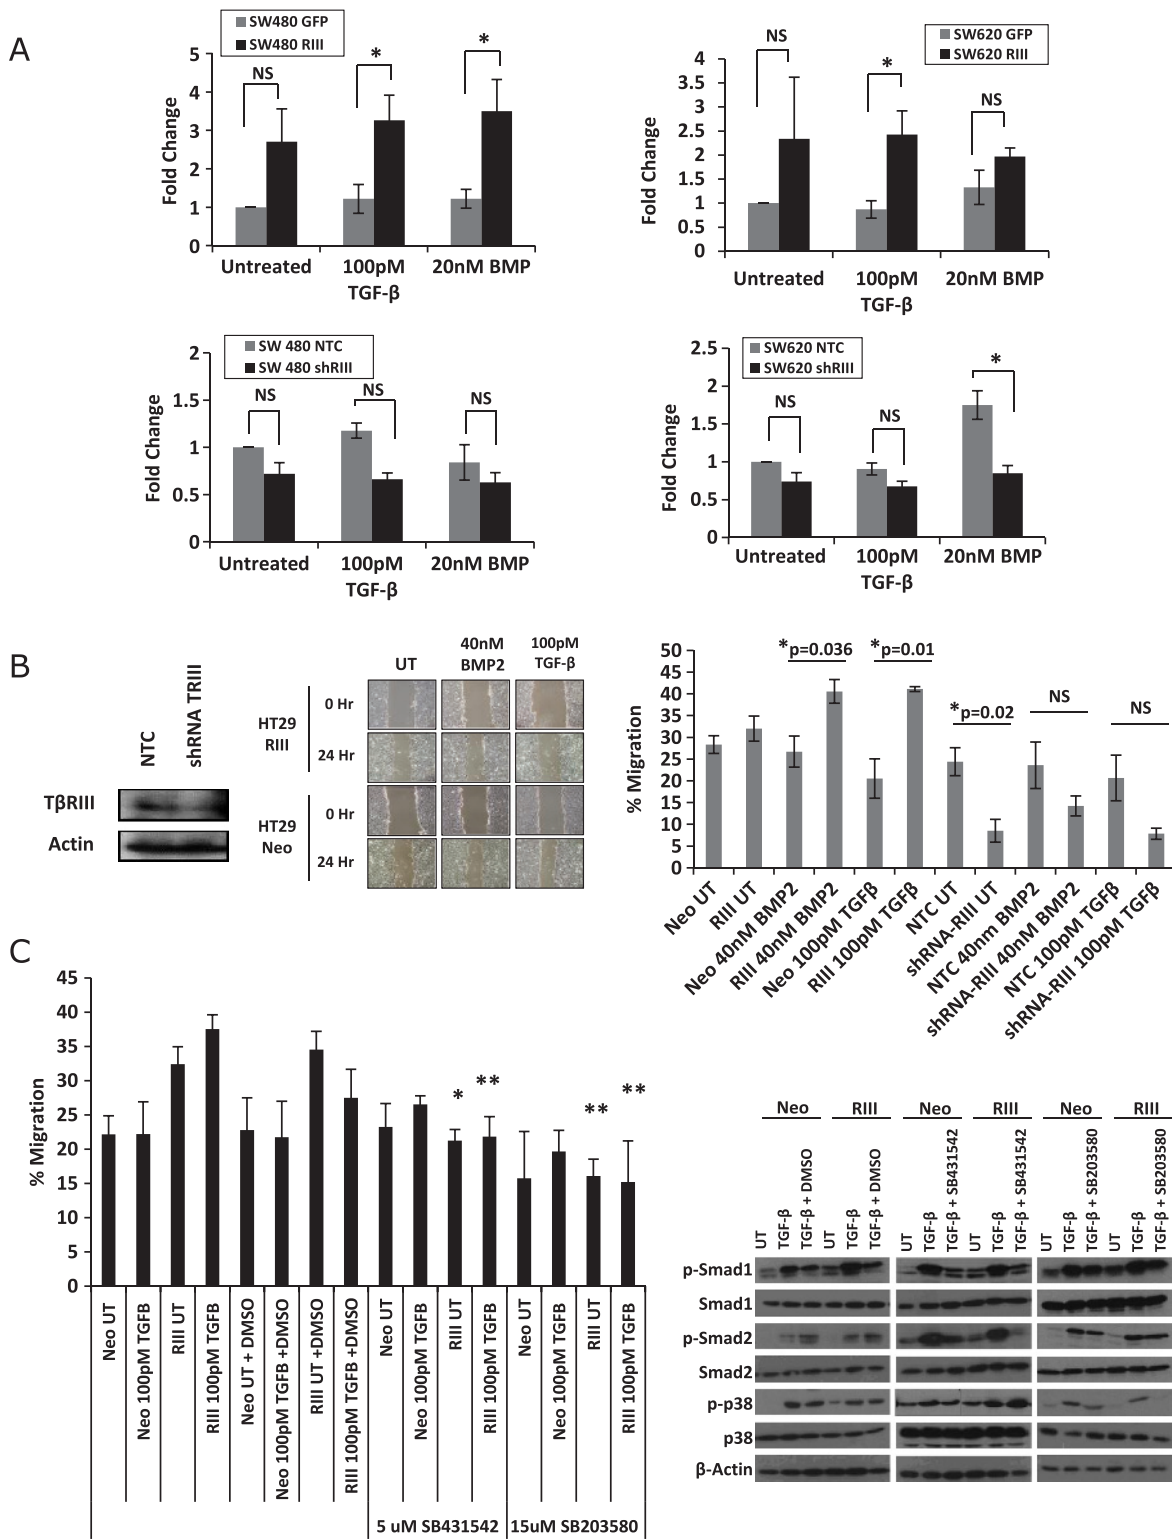 A
SW480 GFP
SW480 RIII
Fold Change
5
4
3
2
1
0
NS
*
*
Untreated
100pM
TGF-β
20nM BMP
SW620 GFP
SW620 RIII
Fold Change
4
3.5
3
2.5
2
1.5
1
0.5
0
NS
*
NS
Untreated
100pM
TGF-β
20nM BMP
SW 480 NTC
SW 480 shRIII
Fold Change
2
1.5
1
0.5
0
NS
NS
NS
Untreated
100pM
TGF-β
20nM BMP
SW620 NTC
SW620 shRIII
Fold Change
2.5
2
1.5
1
0.5
0
NS
NS
*
Untreated
100pM
TGF-β
20nM BMP
B
NTC
shRNA TRIII
TβRIII
Actin
UT
40nM
BMP2
100pM
TGF-β
HT29
RIII
0 Hr
24 Hr
HT29
Neo
0 Hr
24 Hr
% Migration
50
45
40
35
30
25
20
15
10
5
0
*p=0.036
*p=0.01
*p=0.02
NS
NS
Neo UT
RIII UT
Neo 40nM BMP2
RIII 40nM BMP2
Neo 100pM TGFβ
RIII 100pM TGFβ
NTC UT
shRNA-RIII UT
NTC 40nm BMP2
shRNA-RIII 40nM BMP2
NTC 100pM TGFβ
shRNA-RIII 100pM TGFβ
C
% Migration
45
40
35
30
25
20
15
10
5
0
*
**
**
**
Neo UT
Neo 100pM TGFB
RIII UT
RIII 100pM TGFB
Neo UT + DMSO
Neo 100pM TGFB +DMSO
RIII UT +DMSO
RIII 100pM TGFB +DMSO
Neo UT
Neo 100pM TGFB
RIII UT
RIII 100pM TGFB
Neo UT
Neo 100pM TGFB
RIII UT
RIII 100pM TGFB
5 uM SB431542
15uM SB203580
Neo
RIII
Neo
RIII
Neo
RIII
UT
TGF-β
TGF-β + DMSO
UT
TGF-β
TGF-β + DMSO
UT
TGF-β
TGF-β + SB431542
UT
TGF-β
TGF-β + SB431542
UT
TGF-β
TGF-β + SB203580
UT
TGF-β
TGF-β + SB203580
p-Smad1
Smad1
p-Smad2
Smad2
p-p38
p38
β-Actin